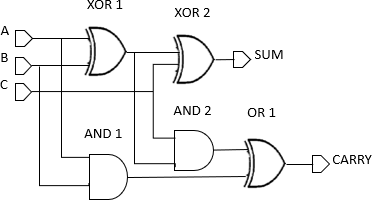 XOR 1
XOR 2
A
B
C
SUM
AND 2
OR 1
AND 1
CARRY